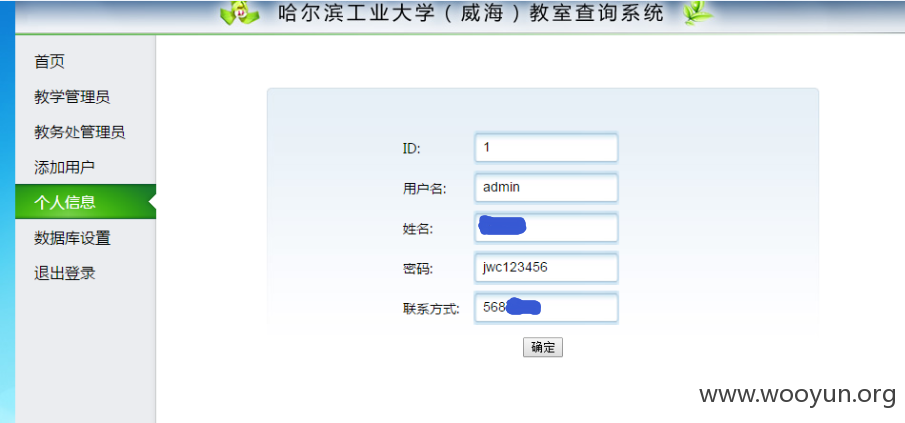 哈尔滨工业大学（威海）教室查询系统
首页
教学管理员
教务处管理员
添加用户
个人信息
数据库设置
退出登录
ID: 1
用户名: admin
姓名:
密码: jwc123456
联系方式: 568
确定
www.wooyun.org